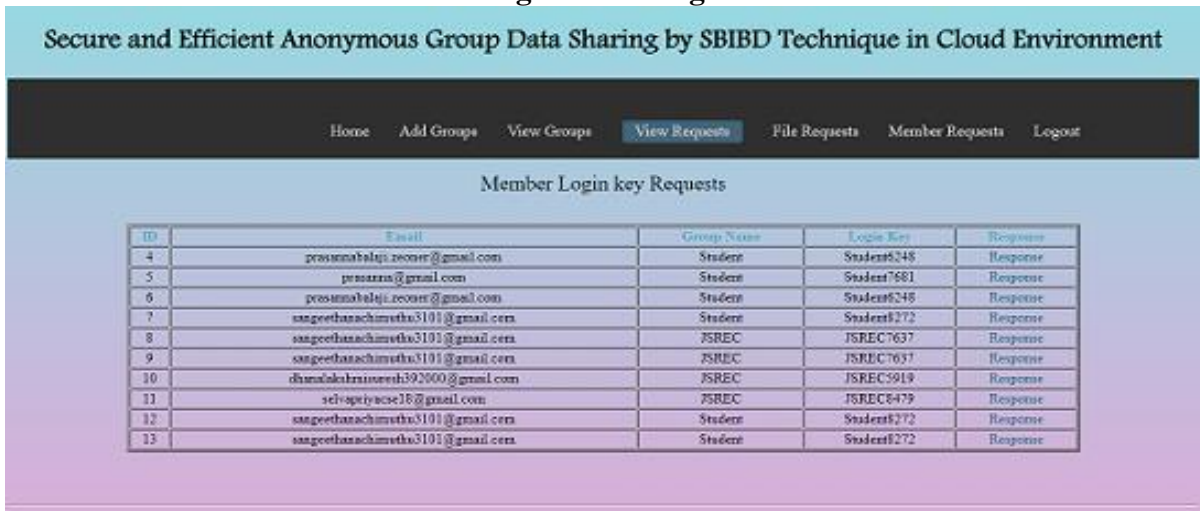 Secure and Efficient Anonymous Group Data Sharing by SBIBD Technique in Cloud Environment
Home Add Groups View Groups View Requests File Requests Member Requests Logout
Member Login key Requests
ID Email Group Name Login Key Response
4 prasannabalaji.zeoner@gmail.com Student Student6248 Response
5 prasanna@gmail.com Student Student7681 Response
6 prasannabalaji.zeoner@gmail.com Student Student6248 Response
7 sangeethanachimuthu3101@gmail.com Student Student8272 Response
8 sangeethanachimuthu3101@gmail.com JSREC JSREC7637 Response
9 sangeethanachimuthu3101@gmail.com JSREC JSREC7637 Response
10 dhanalakshmisuresh392000@gmail.com JSREC JSREC5919 Response
11 selvapriyacse18@gmail.com JSREC JSREC8479 Response
12 sangeethanachimuthu3101@gmail.com Student Student8272 Response
13 sangeethanachimuthu3101@gmail.com Student Student8272 Response